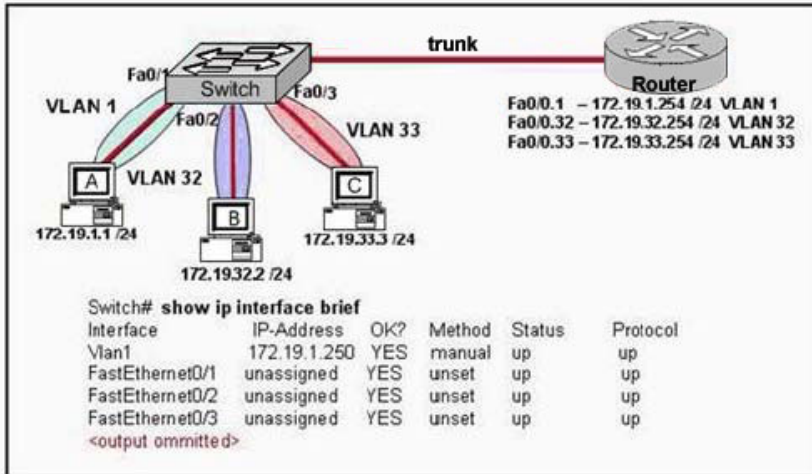 trunk
Fa0/1
Switch
Fa0/3
Router
VLAN 1
Fa0/2
VLAN 33
Fa0/0.1 – 172.19.1.254 /24 VLAN 1
Fa0/0.32 – 172.19.32.254 /24 VLAN 32
Fa0/0.33 – 172.19.33.254 /24 VLAN 33
A
VLAN 32
C
B
172.19.1.1 /24
172.19.33.3 /24
172.19.32.2 /24
Switch# show ip interface brief
Interface IP-Address OK? Method Status Protocol
Vlan1 172.19.1.250 YES manual up up
FastEthernet0/1 unassigned YES unset up up
FastEthernet0/2 unassigned YES unset up up
FastEthernet0/3 unassigned YES unset up up
<output ommitted>